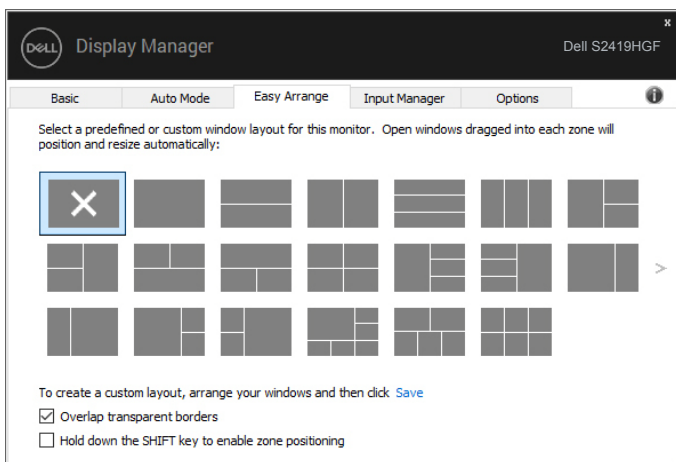 x
DELL Display Manager
Dell S2419HGF
Basic Auto Mode Easy Arrange Input Manager Options
Select a predefined or custom window layout for this monitor. Open windows dragged into each zone will
position and resize automatically:
To create a custom layout, arrange your windows and then click Save
Overlap transparent borders
Hold down the SHIFT key to enable zone positioning